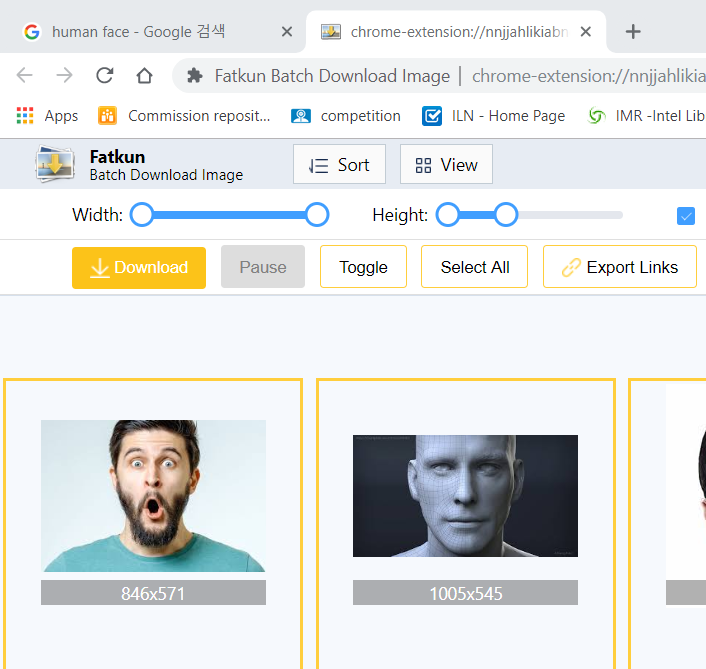 human face - Google 검색
chrome-extension://nnjjahlikiabn
Fatkun Batch Download Image | chrome-extension://nnjjahlikia
Apps Commission reposit... competition ILN - Home Page IMR -Intel Lib
Fatkun
Batch Download Image
Sort View
Width: Height:
Download Pause Toggle Select All Export Links
846x571 1005x545